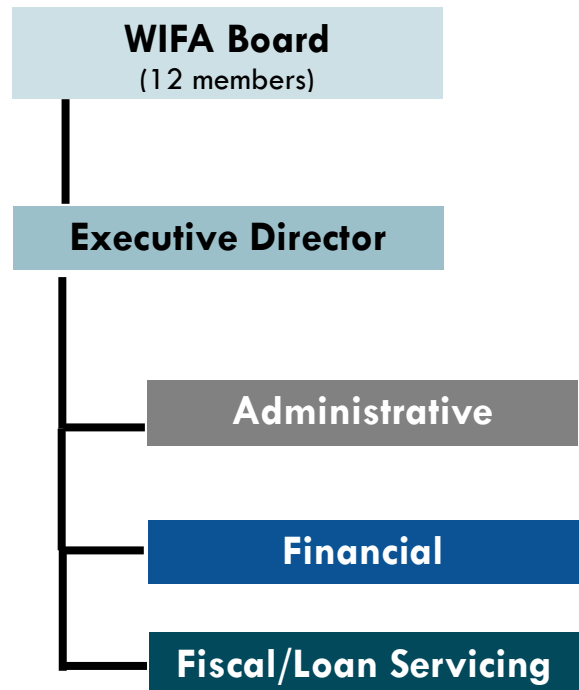 WIFA Board
(12 members)
Executive Director
Administrative
Financial
Fiscal/Loan Servicing